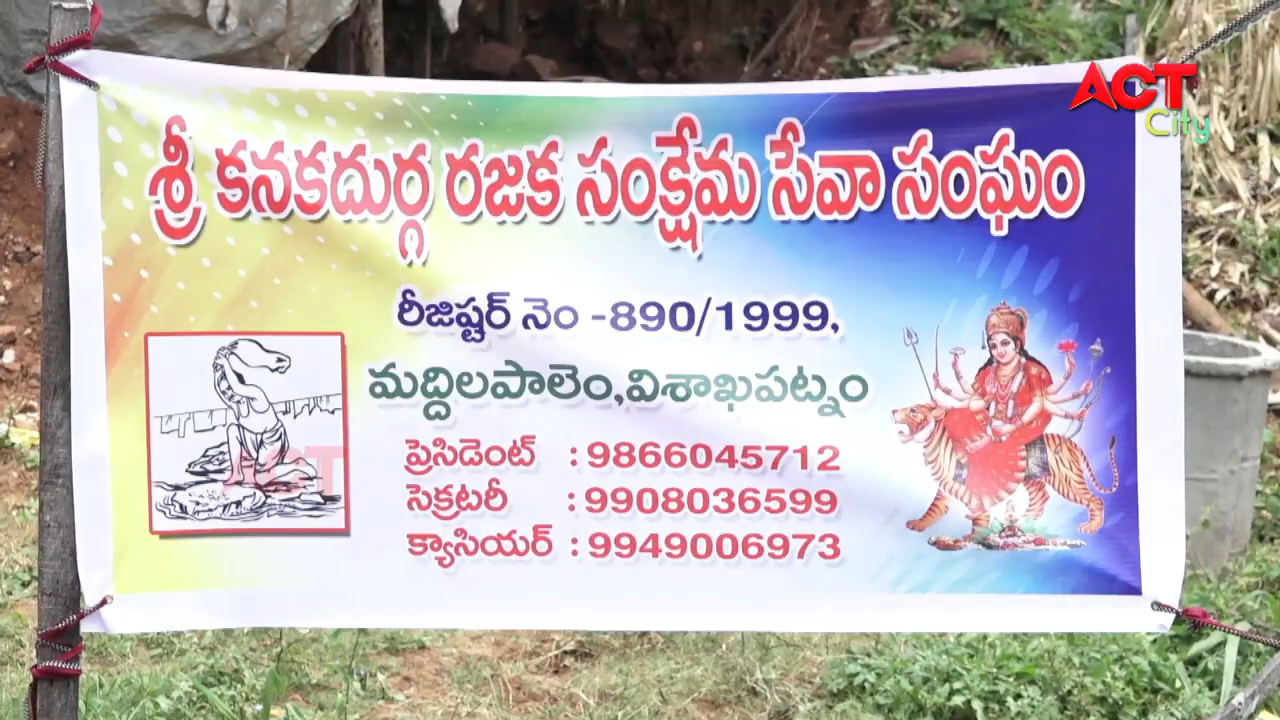 ACT
City
శ్రీ కనకదుర్గ రజక సంక్షేమ సేవా సంఘం
రీజిష్టర్ నెం -890/1999,
మద్దిలపాలెం,విశాఖపట్నం
ప్రెసిడెంట్ : 9866045712
సెక్రటరీ : 9908036599
క్యాసియర్ : 9949006973